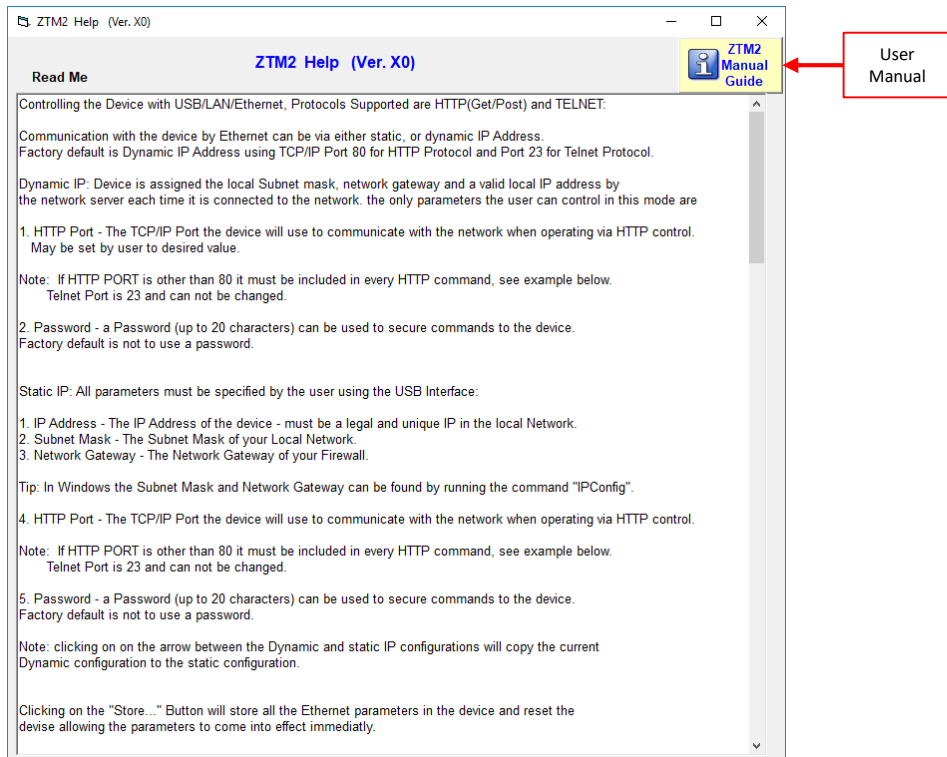 ZTM2 Help (Ver. X0)
Read Me
ZTM2 Help (Ver. X0)
ZTM2
Manual
Guide
User
Manual
Controlling the Device with USB/LAN/Ethernet, Protocols Supported are HTTP(Get/Post) and TELNET:
Communication with the device by Ethernet can be via either static, or dynamic IP Address.
Factory default is Dynamic IP Address using TCP/IP Port 80 for HTTP Protocol and Port 23 for Telnet Protocol.
Dynamic IP: Device is assigned the local Subnet mask, network gateway and a valid local IP address by
the network server each time it is connected to the network. the only parameters the user can control in this mode are
1. HTTP Port - The TCP/IP Port the device will use to communicate with the network when operating via HTTP control.
May be set by user to desired value.
Note: If HTTP PORT is other than 80 it must be included in every HTTP command, see example below.
Telnet Port is 23 and can not be changed.
2. Password - a Password (up to 20 characters) can be used to secure commands to the device.
Factory default is not to use a password.
Static IP: All parameters must be specified by the user using the USB Interface:
1. IP Address - The IP Address of the device - must be a legal and unique IP in the local Network.
2. Subnet Mask - The Subnet Mask of your Local Network.
3. Network Gateway - The Network Gateway of your Firewall.
Tip: In Windows the Subnet Mask and Network Gateway can be found by running the command "IPConfig".
4. HTTP Port - The TCP/IP Port the device will use to communicate with the network when operating via HTTP control.
Note: If HTTP PORT is other than 80 it must be included in every HTTP command, see example below.
Telnet Port is 23 and can not be changed.
5. Password - a Password (up to 20 characters) can be used to secure commands to the device.
Factory default is not to use a password.
Note: clicking on on the arrow between the Dynamic and static IP configurations will copy the current
Dynamic configuration to the static configuration.
Clicking on the "Store..." Button will store all the Ethernet parameters in the device and reset the
devise allowing the parameters to come into effect immediatly.